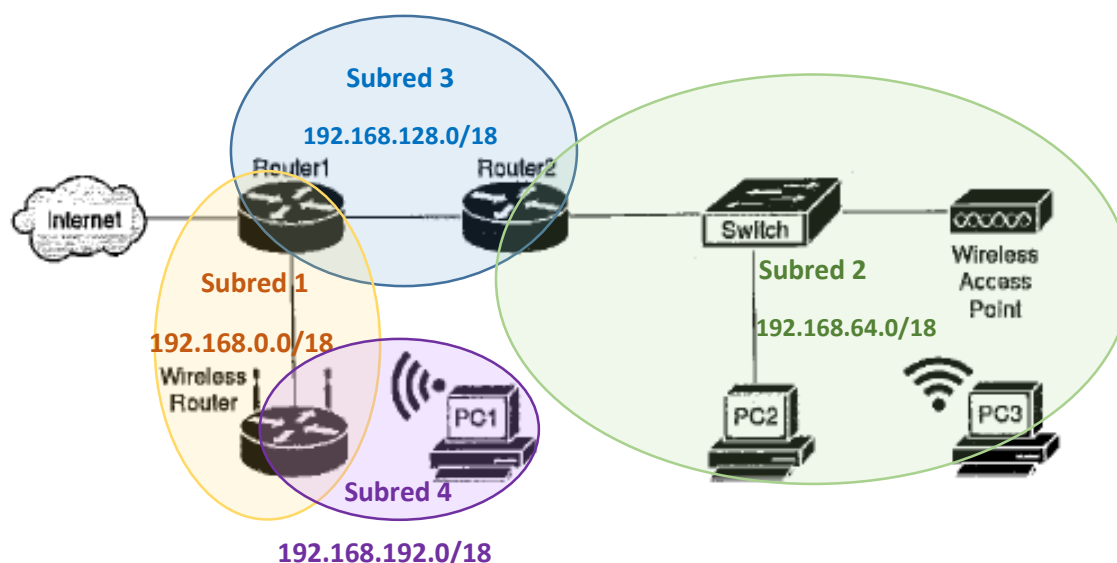 Subred 3
192.168.128.0/18
Router1
Router2
Internet
Switch
Wireless
Access
Point
Subred 1
192.168.0.0/18
Subred 2
192.168.64.0/18
Wireless
Router
PC1
PC2
PC3
Subred 4
192.168.192.0/18